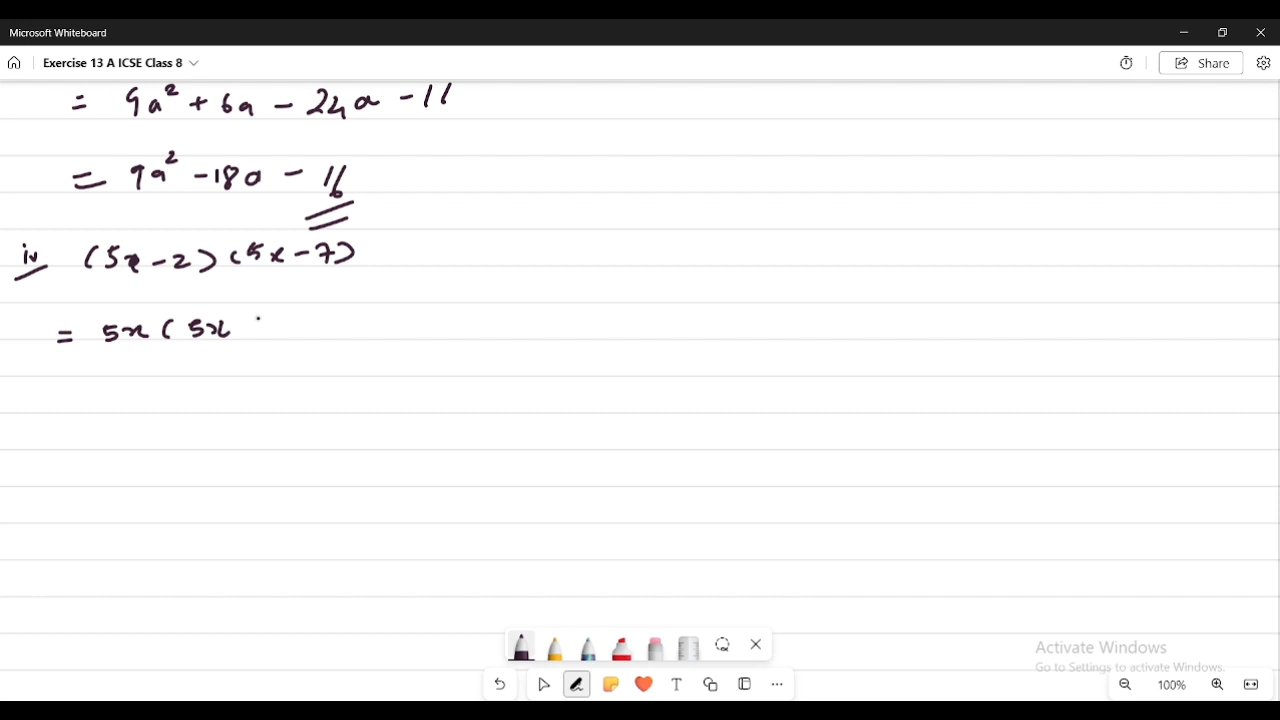 Microsoft Whiteboard
Exercise 13 A ICSE Class 8
Share
= 9a² + 6a - 24a - 16
= 9a² - 18a - 16
iv (5x - 2) (5x - 7)
= 5x ( 5x
Activate Windows
Go to Settings to activate Windows.
100%